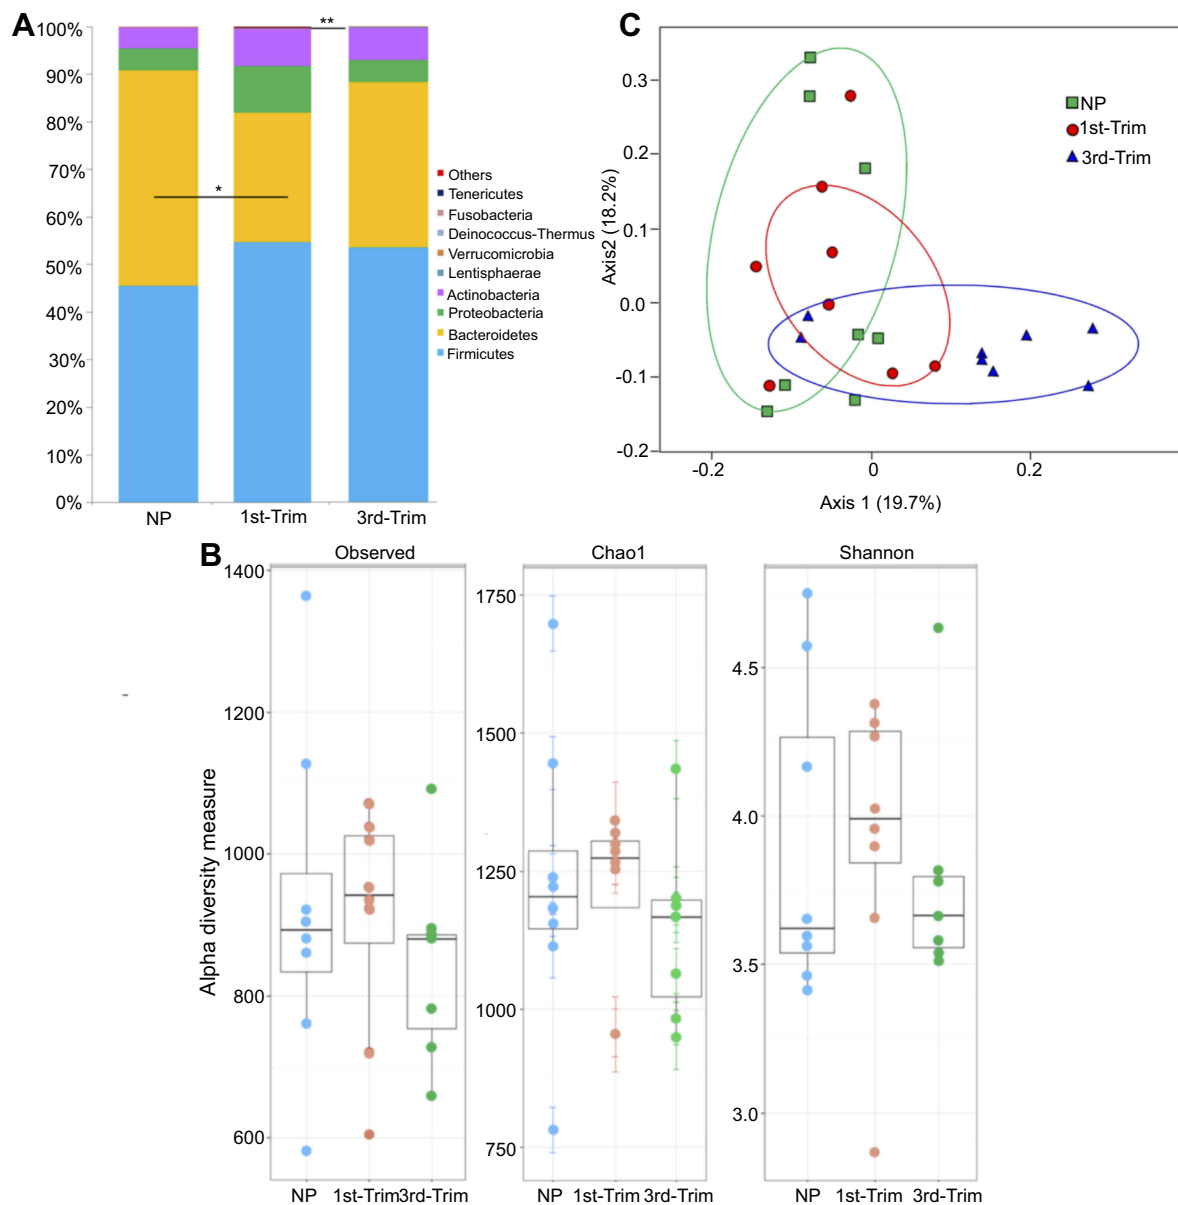 A
100%
90%
80%
70%
60%
50%
40%
30%
20%
10%
0%
**
*
NP 1st-Trim 3rd-Trim
Others
Tenericutes
Fusobacteria
Deinococcus-Thermus
Verrucomicrobia
Lentisphaerae
Actinobacteria
Proteobacteria
Bacteroidetes
Firmicutes
C
Axis2 (18.2%)
0.3
0.2
0.1
0.0
-0.1
-0.2
-0.2 0 0.2
Axis 1 (19.7%)
NP
1st-Trim
3rd-Trim
B
Alpha diversity measure
Observed
1400
1200
1000
800
600
NP 1st-Trim 3rd-Trim
Chao1
1750
1500
1250
1000
750
NP 1st-Trim 3rd-Trim
Shannon
4.5
4.0
3.5
3.0
NP 1st-Trim 3rd-Trim